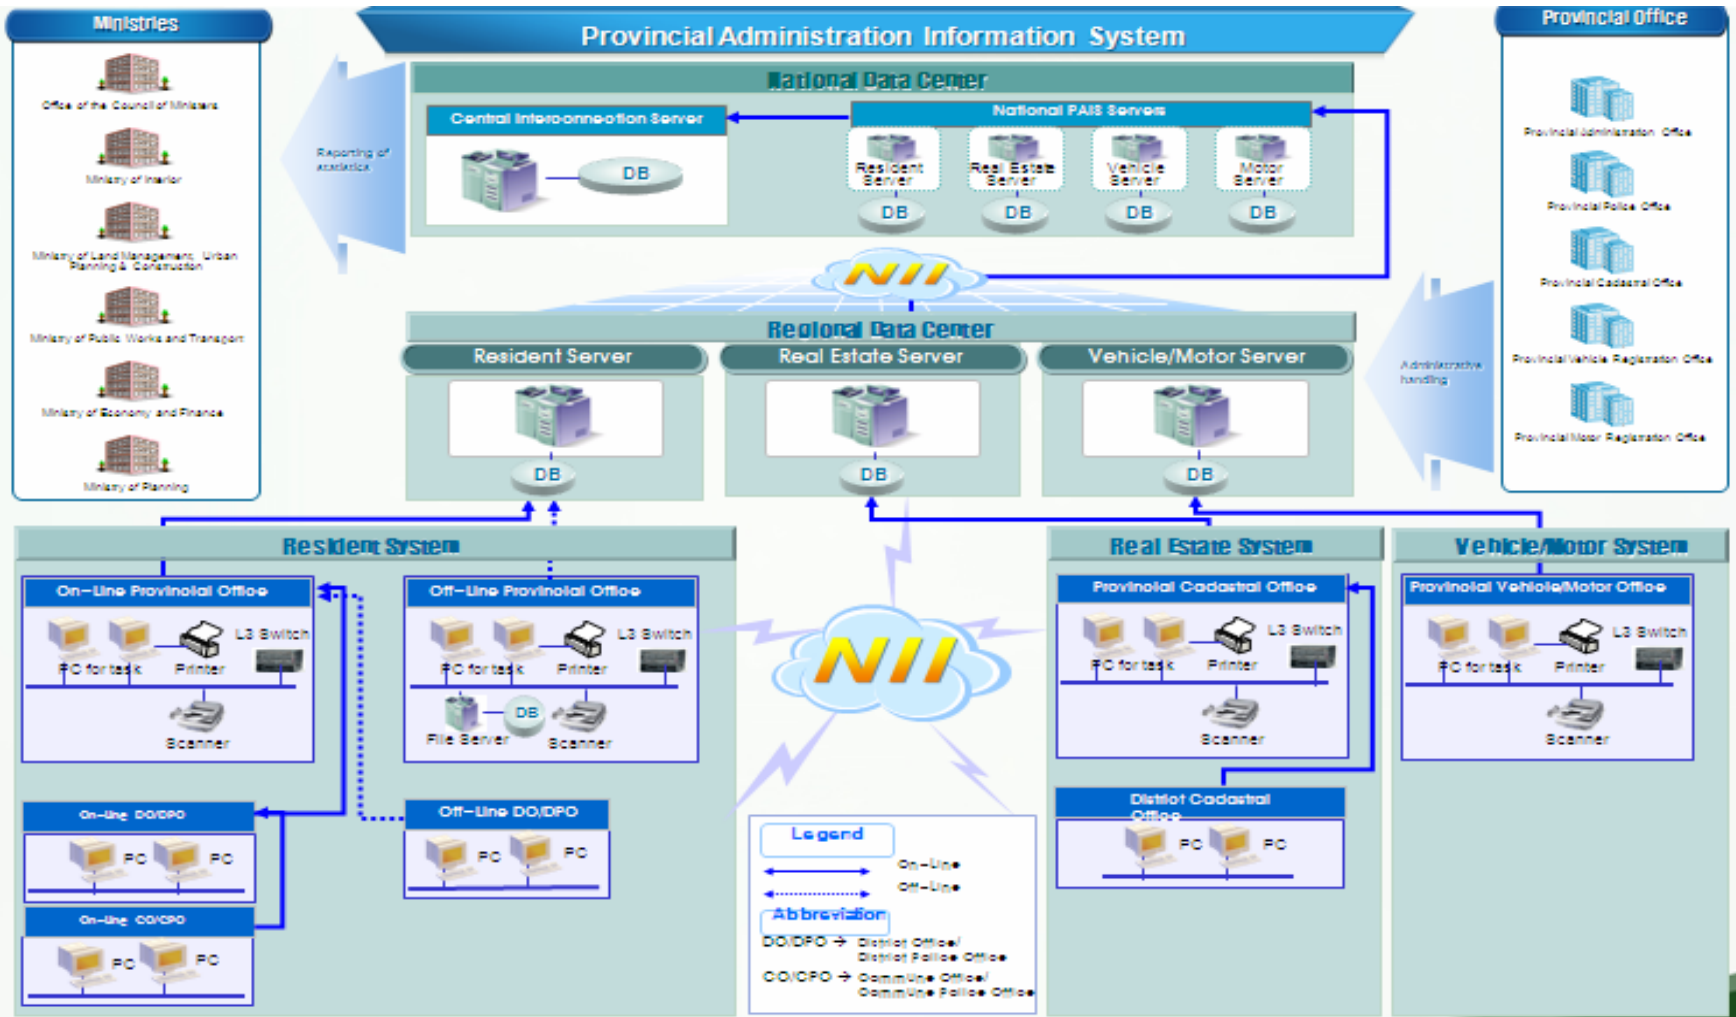 Ministries
Office of the Council of Ministers
Ministry of Interior
Ministry of Land Management, Urban
Planning & Construction
Ministry of Public Works and Transport
Ministry of Economy and Finance
Ministry of Planning
Provincial Administration Information System
Reporting of
statistics
National Data Center
Central Interconnection Server
DB
National PAIS Servers
Resident
Server
Real Estate
Server
Vehicle
Server
Motor
Server
DB
DB
DB
DB
NII
Regional Data Center
Resident Server
Real Estate Server
Vehicle/Motor Server
DB
DB
DB
Provincial Office
Provincial Administration Office
Provincial Police Office
Provincial Cadastral Office
Provincial Vehicle Registration Office
Provincial Motor Registration Office
Administrative
handling
Resident System
On-Line Provincial Office
PC for task
Printer
L3 Switch
Scanner
Off-Line Provincial Office
PC for task
Printer
L3 Switch
File Server
DB
Scanner
On-Line DO/DPO
PC
PC
Off-Line DO/DPO
PC
PC
On-Line CO/CPO
PC
PC
NII
Legend
On-Line
Off-Line
Abbreviation
DO/DPO → District Office/
District Police Office
CO/CPO → Commune Office/
Commune Police Office
Real Estate System
Provincial Cadastral Office
PC for task
Printer
L3 Switch
Scanner
District Cadastral
Office
PC
PC
Vehicle/Motor System
Provincial Vehicle/Motor Office
PC for task
Printer
L3 Switch
Scanner